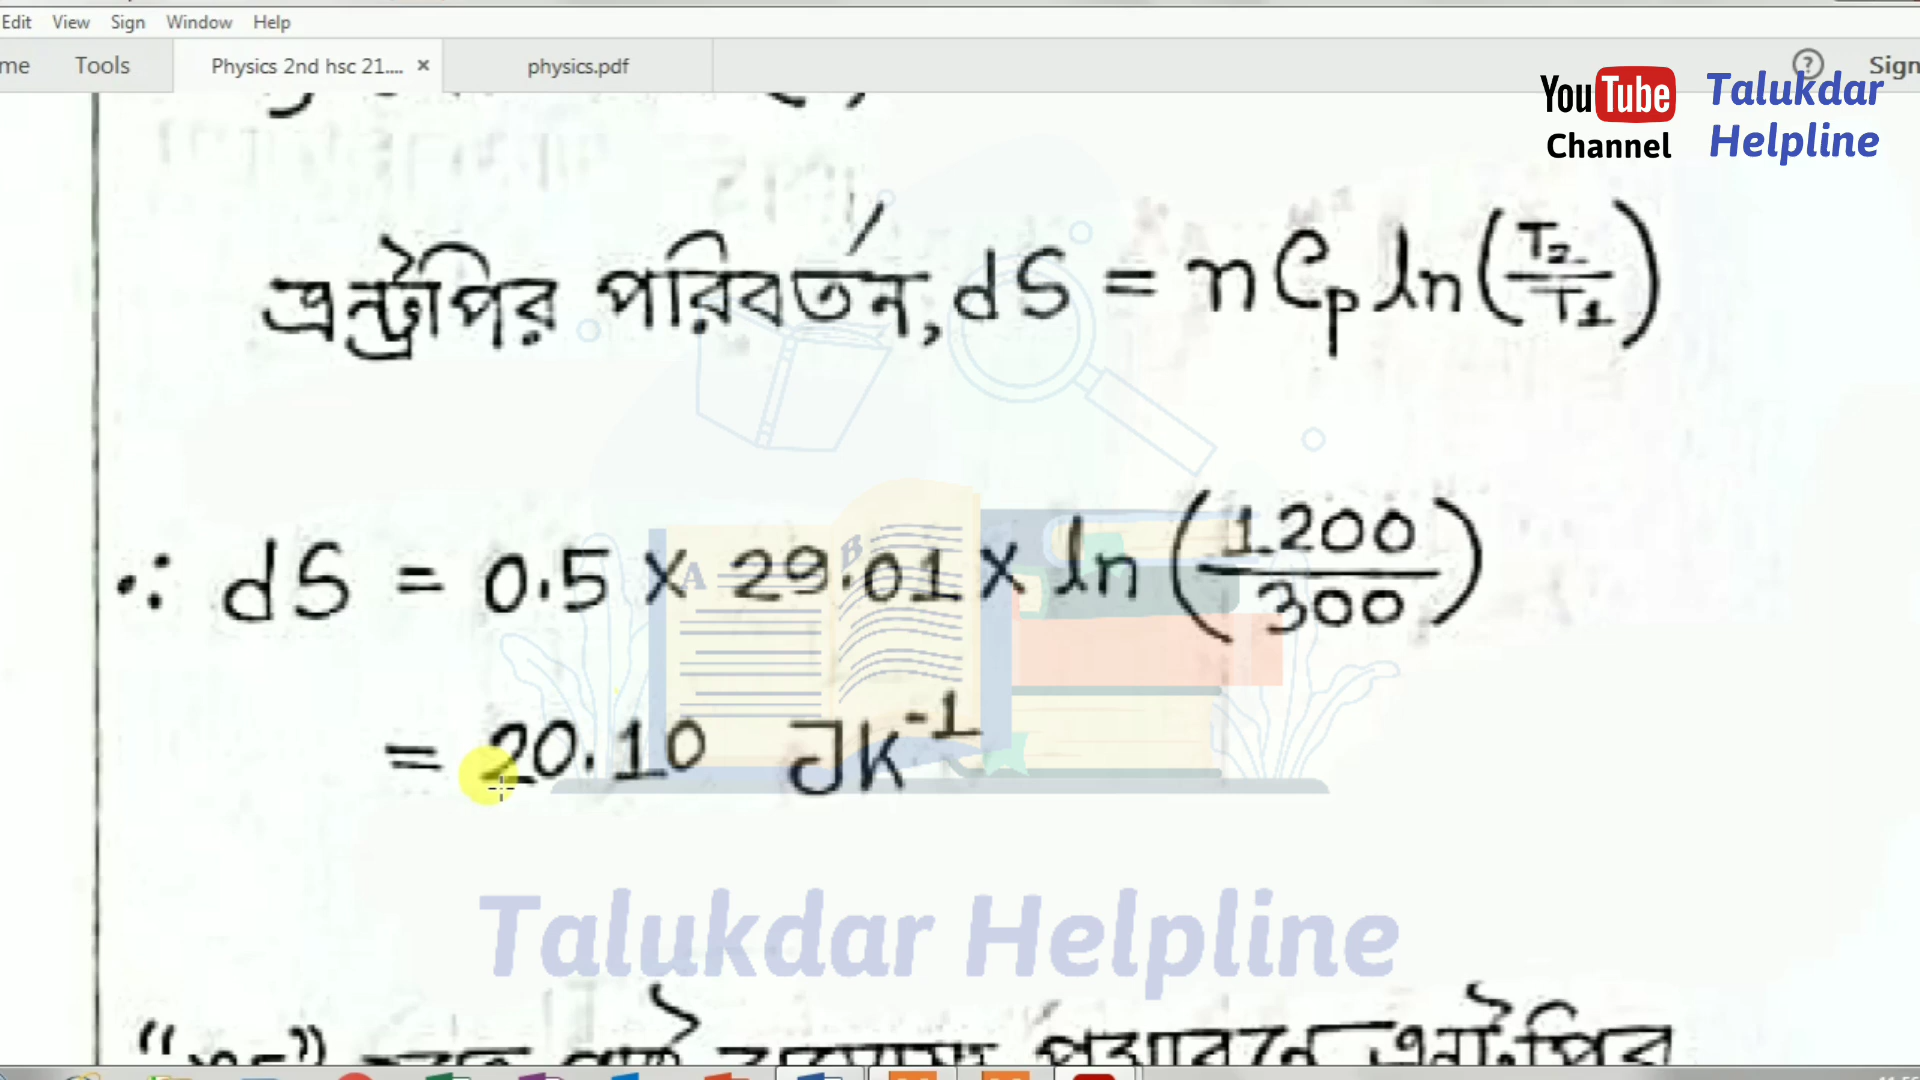 Edit View Sign Window Help
me Tools Physics 2nd hsc 21.... × physics.pdf ? Sign
YouTube Channel Talukdar Helpline
এন্ট্রপির পরিবর্তন, dS = nCp ln(T2/T1)
∴ dS = 0.5 × 29.01 × ln(1200/300)
= 20.10 JK⁻¹
Talukdar Helpline